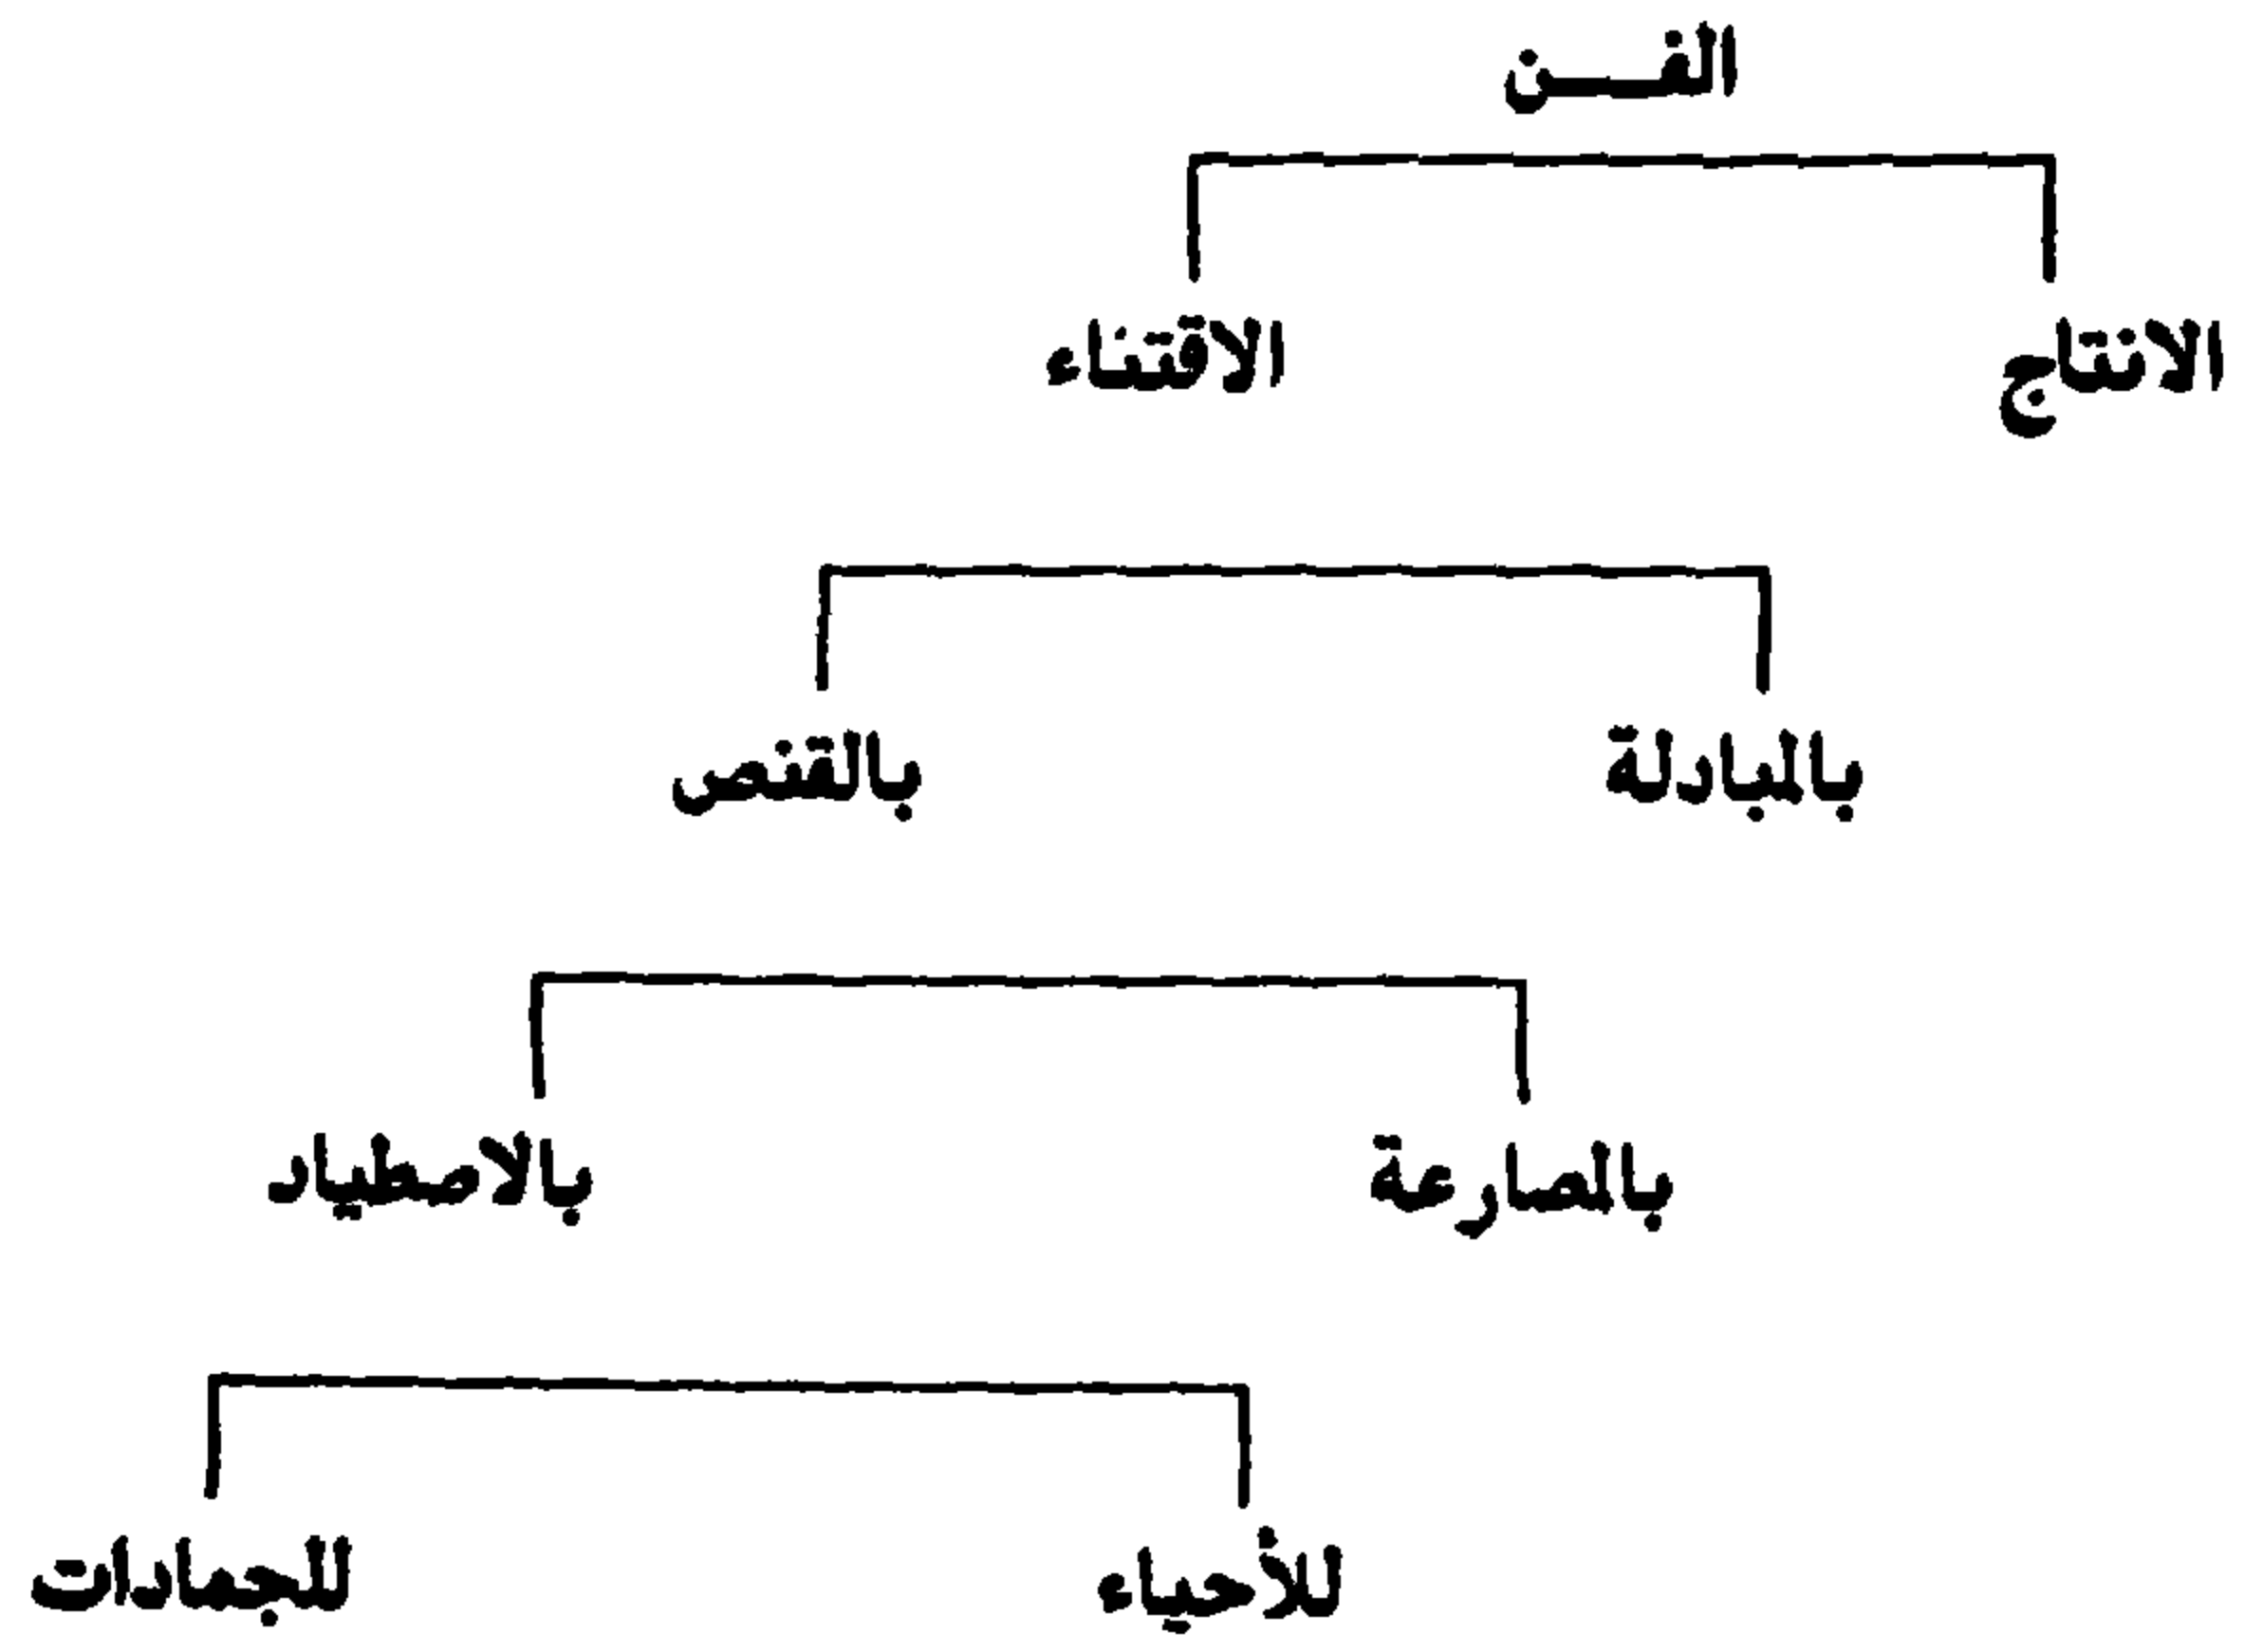 الفـــن
الانتاج الاقتناء
بالمبادلة بالقنص
بالمصارعة بالاصطياد
للأحياء للجمادات